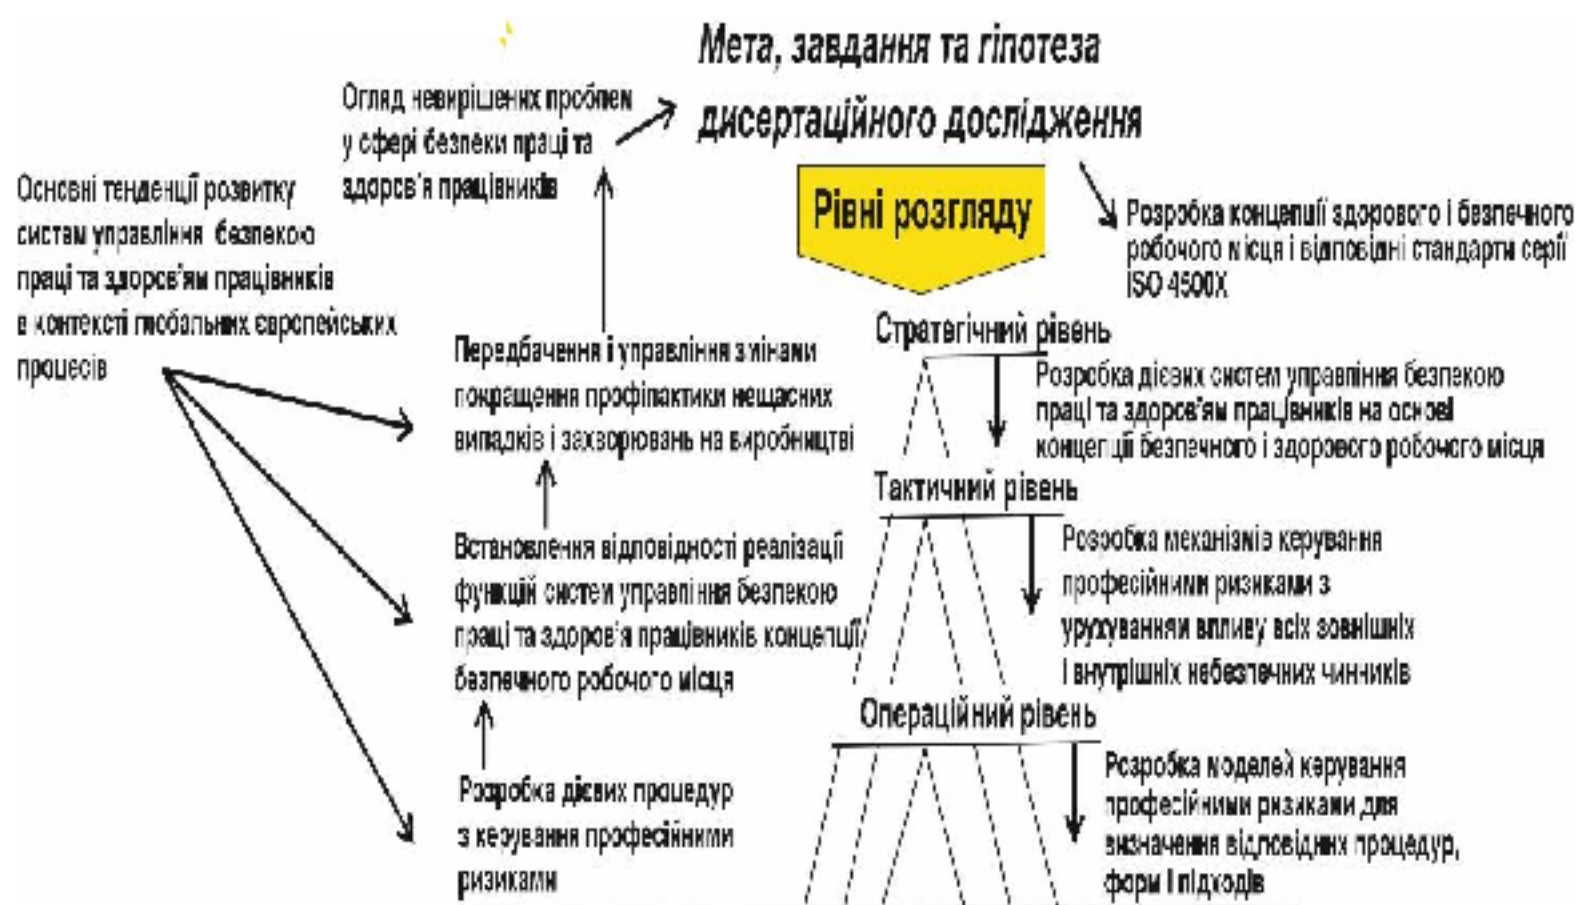 Мета, завдання та гіпотеза
дисертаційного дослідження
Огляд невирішених проблем
у сфері безпеки праці та
здоров'я працівників
Основні тенденції розвитку
систам управління безпекою
праці та здоров'ям працівників
в контексті глобальних європейських
процесів
Рівні розгляду
Розробка концепції здорового і безпечного
робочого місця і відповідні стандарти серії
ISO 4500X
Передбачення і управління змінами
покращення профілактики нещасних
випадків і захворювань на виробництві
Стратегічний рівень
Розробка дієвих систем управління безпекою
праці та здоров'ям працівників на основі
концепції безпечного і здорового робочого місця
Тактичний рівень
Встановлення відповідності реалізації
функцій систем управління безпекою
праці та здоров'я працівників концепції
безпечного робочого місця
Розробка механізмів керування
професійними ризиками з
урухуванням впливу всіх зовнішніх
і внутрішніх небезпечних чинників
Операційний рівень
Розробка дієвих процедур
з керування професійними
ризиками
Розробка моделей керування
професійними ризиками для
визначення відповідних процедур,
форм і підходів